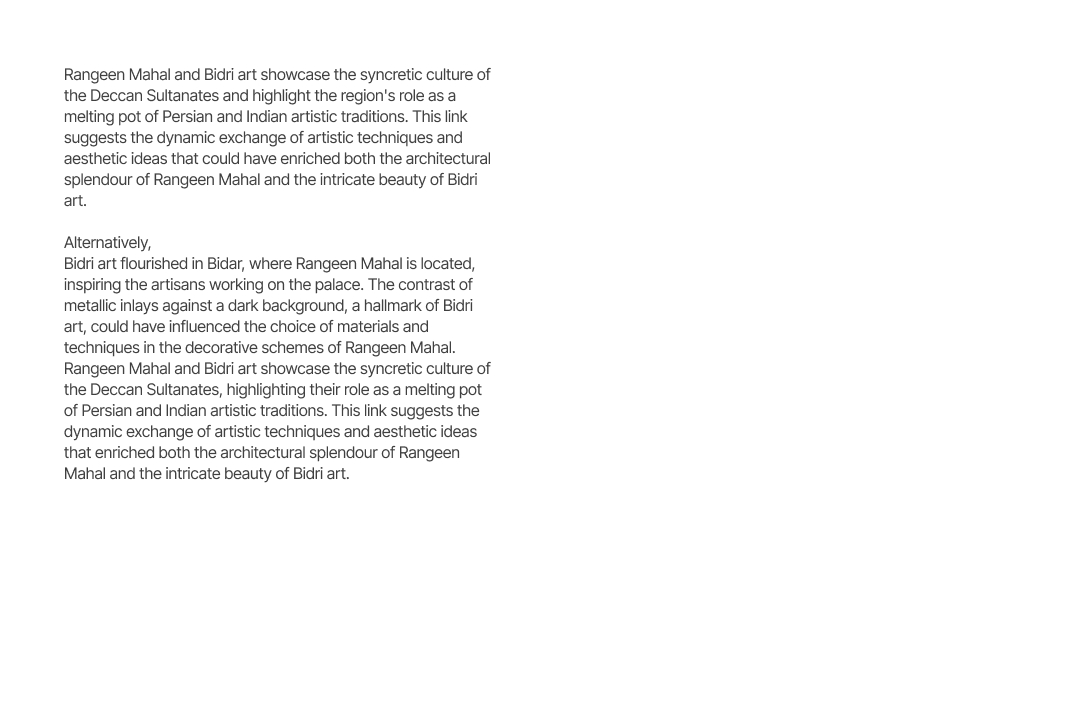 Rangeen Mahal and Bidri art showcase the syncretic culture of
the Deccan Sultanates and highlight the region's role as a
melting pot of Persian and Indian artistic traditions. This link
suggests the dynamic exchange of artistic techniques and
aesthetic ideas that could have enriched both the architectural
splendour of Rangeen Mahal and the intricate beauty of Bidri
art.
Alternatively,
Bidri art flourished in Bidar, where Rangeen Mahal is located,
inspiring the artisans working on the palace. The contrast of
metallic inlays against a dark background, a hallmark of Bidri
art, could have influenced the choice of materials and
techniques in the decorative schemes of Rangeen Mahal.
Rangeen Mahal and Bidri art showcase the syncretic culture of
the Deccan Sultanates, highlighting their role as a melting pot
of Persian and Indian artistic traditions. This link suggests the
dynamic exchange of artistic techniques and aesthetic ideas
that enriched both the architectural splendour of Rangeen
Mahal and the intricate beauty of Bidri art.